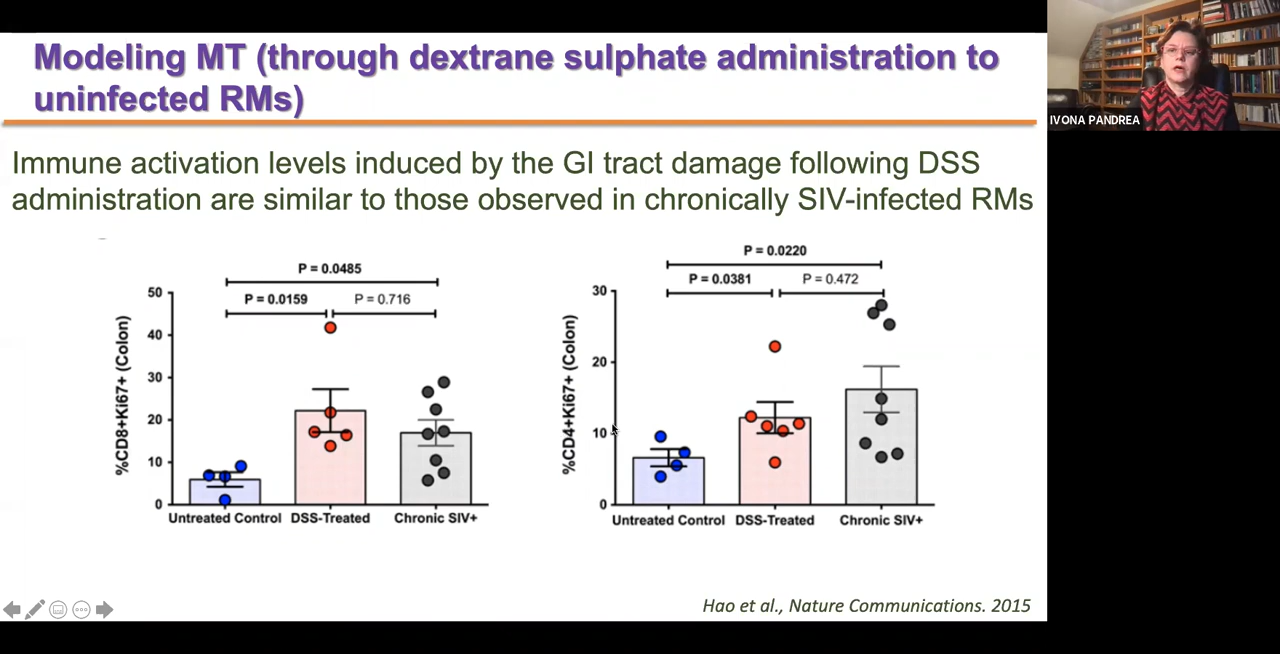 Modeling MT (through dextrane sulphate administration to
uninfected RMs)
IVONA PANDREA
Immune activation levels induced by the GI tract damage following DSS
administration are similar to those observed in chronically SIV-infected RMs
P = 0.0485
P = 0.0159
P = 0.716
%CD8+Ki67+ (Colon)
50
40
30
20
10
0
Untreated Control
DSS-Treated
Chronic SIV+
P = 0.0220
P = 0.0381
P = 0.472
%CD4+Ki67+ (Colon)
30
20
10
0
Untreated Control
DSS-Treated
Chronic SIV+
Hao et al., Nature Communications. 2015